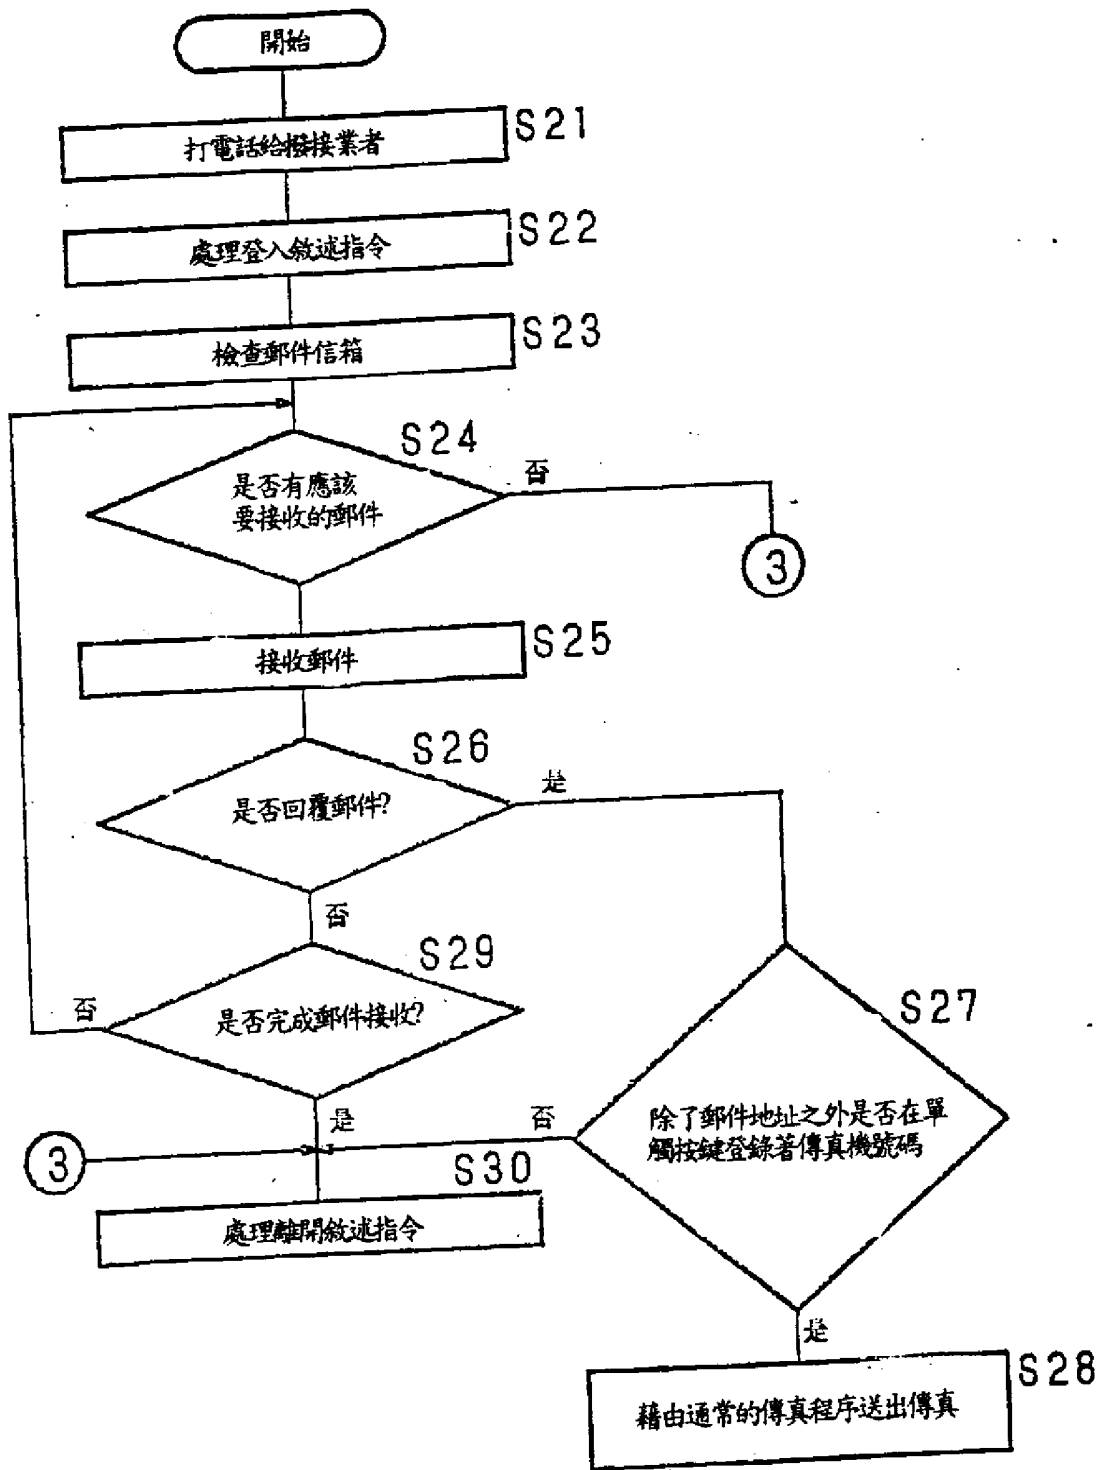 開始
打電話給撥接業者
S21
處理登入敘述指令
S22
檢查郵件信箱
S23
S24
是否有應該
要接收的郵件
否
3
接收郵件
S25
S26
是否回覆郵件?
是
否
S29
是否完成郵件接收?
否
是
S27
除了郵件地址之外是否在單
觸按鍵登錄著傳真機號碼
否
3
S30
處理離開敘述指令
是
S28
藉由通常的傳真程序送出傳真